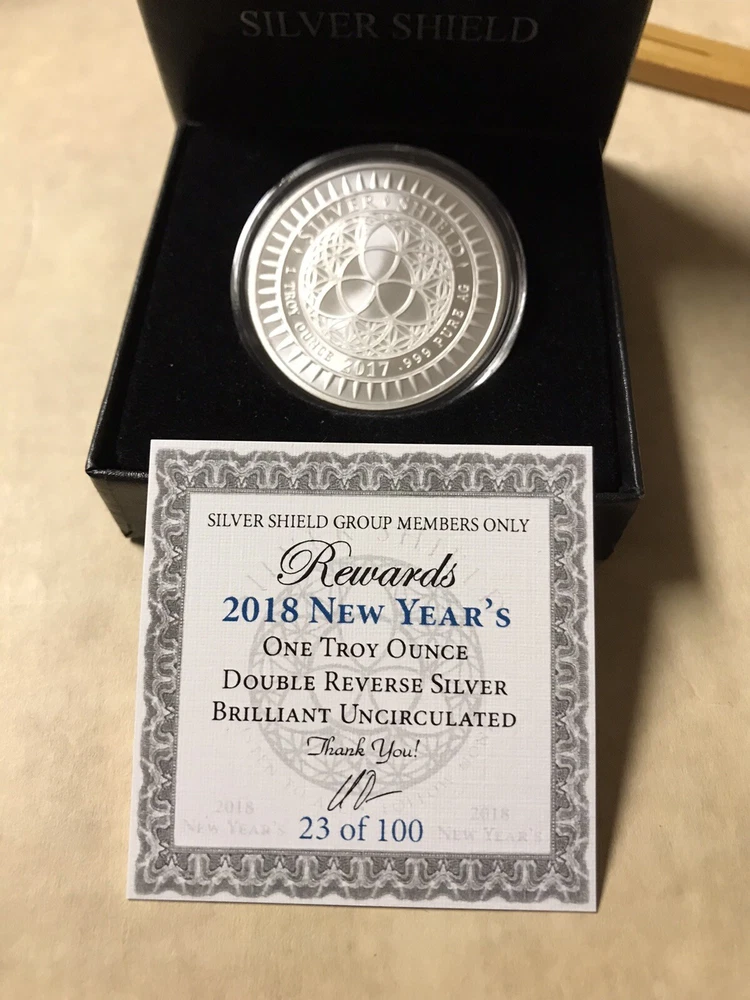 SILVER SHIELD
SILVER SHIELD
1 TROY OUNCE 2017 .999 PURE AG
SILVER SHIELD GROUP MEMBERS ONLY
Rewards
2018 NEW YEAR'S
ONE TROY OUNCE
DOUBLE REVERSE SILVER
BRILLIANT UNCIRCULATED
Thank You!
2018
NEW YEAR'S
23 of 100
2018
NEW YEAR'S